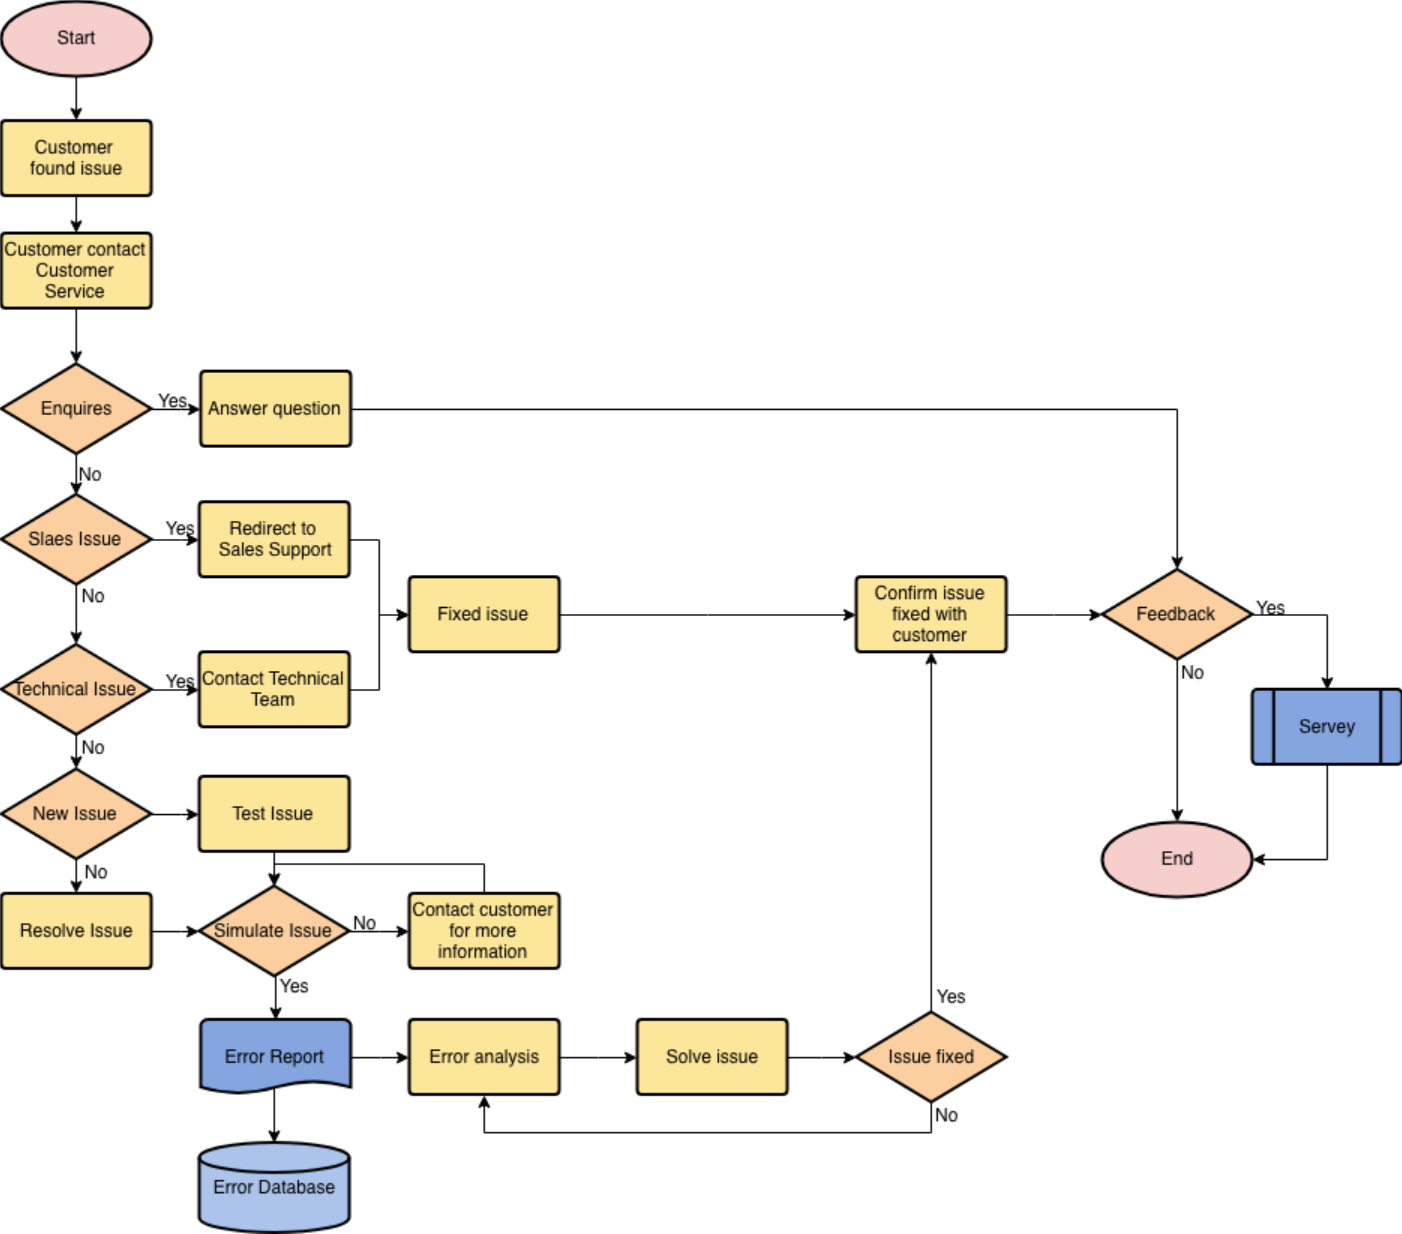 Start
Customer
found issue
Customer contact
Customer
Service
Enquires
Yes
Answer question
No
Slaes Issue
Yes
Redirect to
Sales Support
No
Fixed issue
Confirm issue
fixed with
customer
Feedback
Yes
No
Technical Issue
Yes
Contact Technical
Team
Servey
No
New Issue
Test Issue
End
No
Resolve Issue
Simulate Issue
No
Contact customer
for more
information
Yes
Yes
Error Report
Error analysis
Solve issue
Issue fixed
No
Error Database